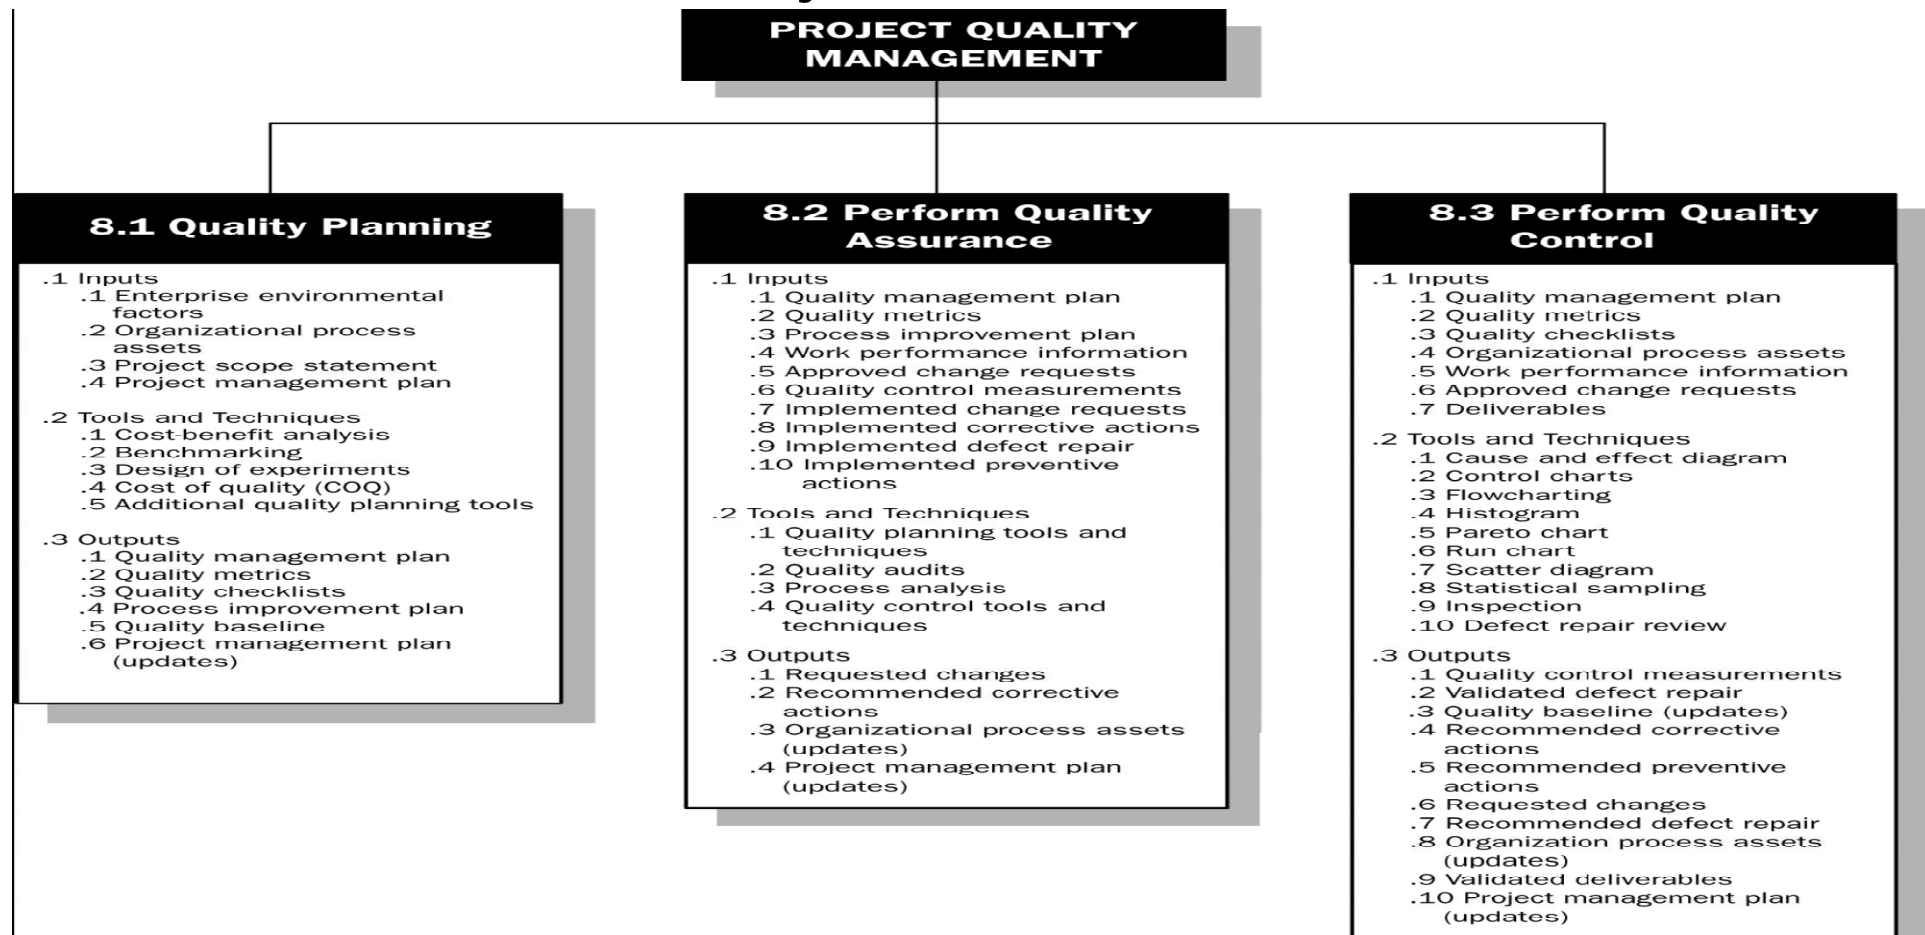 PROJECT QUALITY
MANAGEMENT
8.1 Quality Planning
.1 Inputs
.1 Enterprise environmental
factors
.2 Organizational process
assets
.3 Project scope statement
.4 Project management plan
.2 Tools and Techniques
.1 Cost-benefit analysis
.2 Benchmarking
.3 Design of experiments
.4 Cost of quality (COQ)
.5 Additional quality planning tools
.3 Outputs
.1 Quality management plan
.2 Quality metrics
.3 Quality checklists
.4 Process improvement plan
.5 Quality baseline
.6 Project management plan
(updates)
8.2 Perform Quality
Assurance
.1 Inputs
.1 Quality management plan
.2 Quality metrics
.3 Process improvement plan
.4 Work performance information
.5 Approved change requests
.6 Quality control measurements
.7 Implemented change requests
.8 Implemented corrective actions
.9 Implemented defect repair
.10 Implemented preventive
actions
.2 Tools and Techniques
.1 Quality planning tools and
techniques
.2 Quality audits
.3 Process analysis
.4 Quality control tools and
techniques
.3 Outputs
.1 Requested changes
.2 Recommended corrective
actions
.3 Organizational process assets
(updates)
.4 Project management plan
(updates)
8.3 Perform Quality
Control
.1 Inputs
.1 Quality management plan
.2 Quality metrics
.3 Quality checklists
.4 Organizational process assets
.5 Work performance information
.6 Approved change requests
.7 Deliverables
.2 Tools and Techniques
.1 Cause and effect diagram
.2 Control charts
.3 Flowcharting
.4 Histogram
.5 Pareto chart
.6 Run chart
.7 Scatter diagram
.8 Statistical sampling
.9 Inspection
.10 Defect repair review
.3 Outputs
.1 Quality control measurements
.2 Validated defect repair
.3 Quality baseline (updates)
.4 Recommended corrective
actions
.5 Recommended preventive
actions
.6 Requested changes
.7 Recommended defect repair
.8 Organization process assets
(updates)
.9 Validated deliverables
.10 Project management plan
(updates)